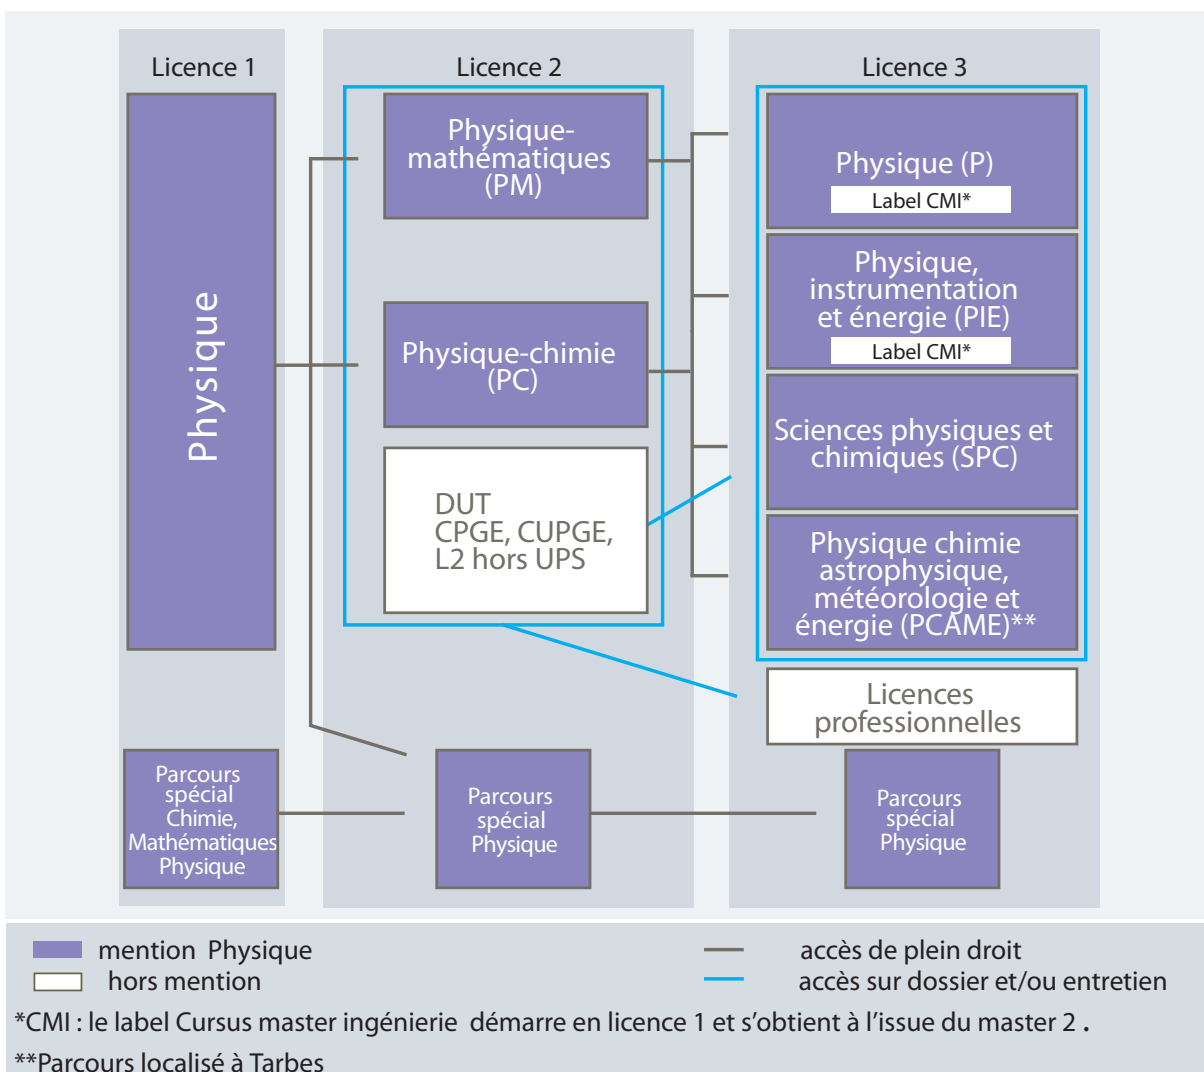 Licence 1
Licence 2
Licence 3
Physique
Physique-
mathématiques
(PM)
Physique-chimie
(PC)
DUT
CPGE, CUPGE,
L2 hors UPS
Physique (P)
Label CMI*
Physique,
instrumentation
et énergie (PIE)
Label CMI*
Sciences physiques et
chimiques (SPC)
Physique chimie
astrophysique,
météorologie et
énergie (PCAME)**
Licences
professionnelles
Parcours
spécial
Chimie,
Mathématiques
Physique
Parcours
spécial
Physique
Parcours
spécial
Physique
mention Physique
hors mention
accès de plein droit
accès sur dossier et/ou entretien
*CMI : le label Cursus master ingénierie démarre en licence 1 et s'obtient à l'issue du master 2 .
**Parcours localisé à Tarbes